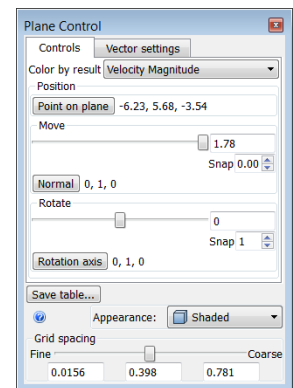 Plane Control
Controls Vector settings
Color by result Velocity Magnitude
Position
Point on plane -6.23, 5.68, -3.54
Move
1.78
Snap 0.00
Normal 0, 1, 0
Rotate
0
Snap 1
Rotation axis 0, 1, 0
Save table...
Appearance: Shaded
Grid spacing
Fine Coarse
0.0156 0.398 0.781